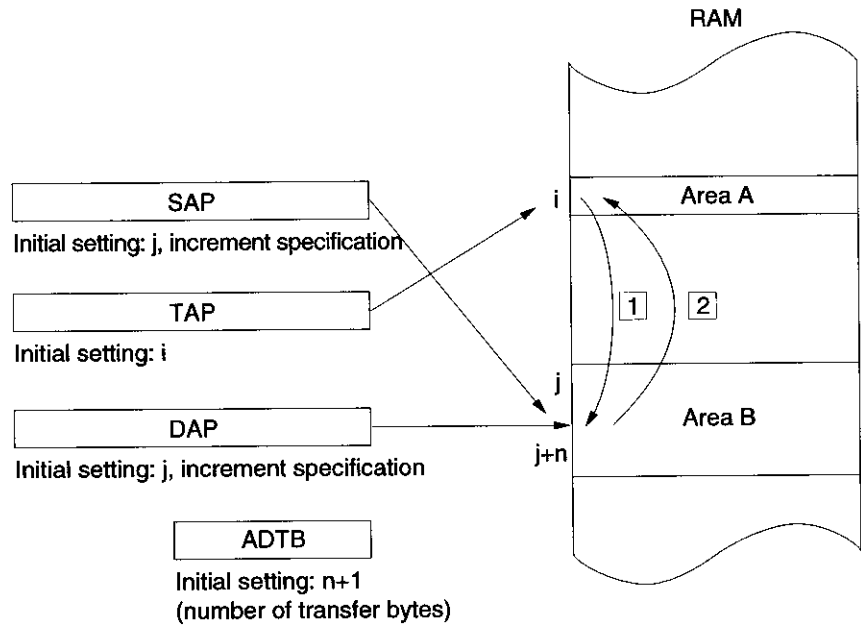 RAM
SAP
Initial setting: j, increment specification
i
Area A
TAP
Initial setting: i
1
2
j
DAP
Initial setting: j, increment specification
Area B
j+n
ADTB
Initial setting: n+1
(number of transfer bytes)